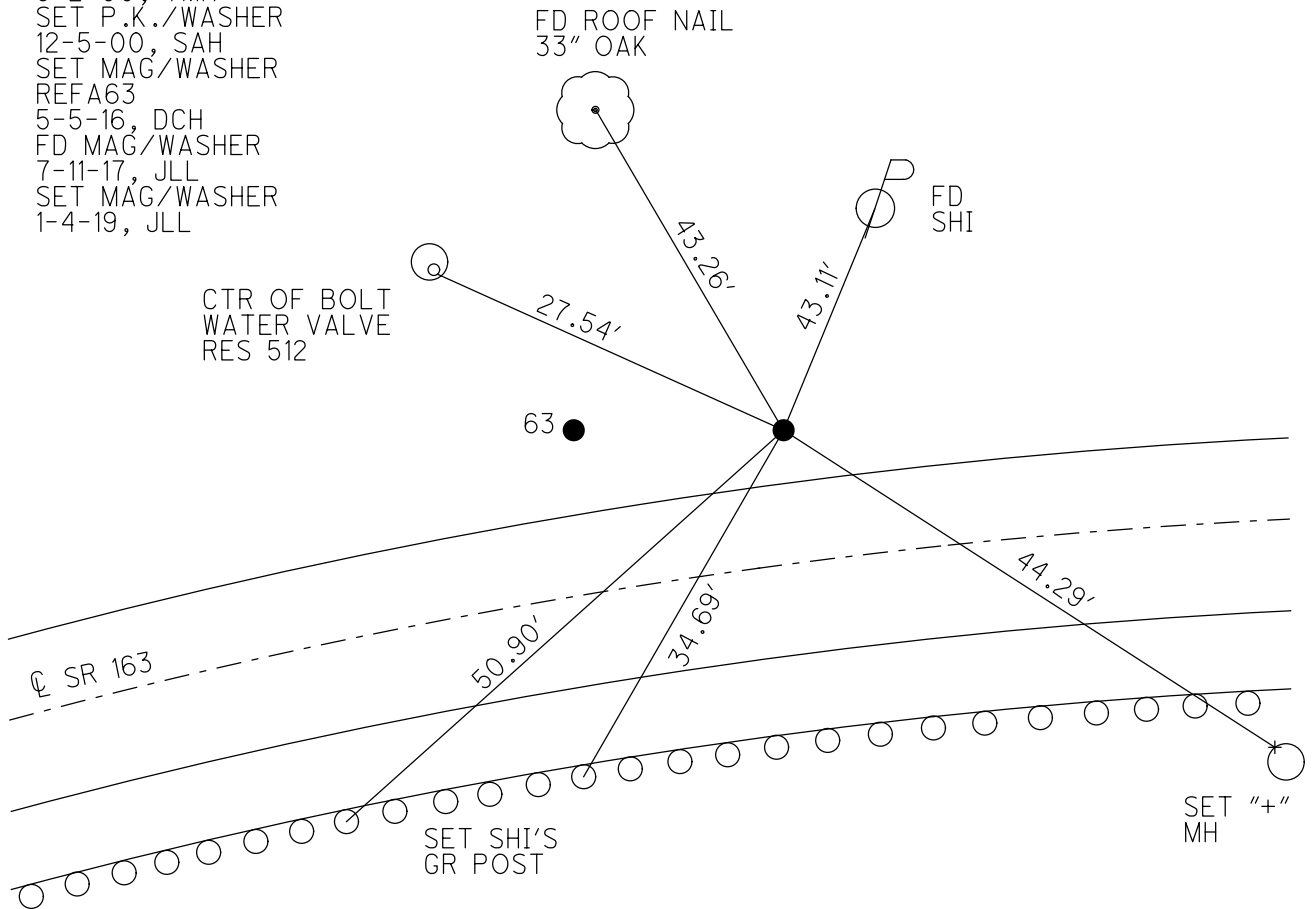 SET P.K./WASHER
12-5-00, SAH
SET MAG/WASHER
REFA63
5-5-16, DCH
FD MAG/WASHER
7-11-17, JLL
SET MAG/WASHER
1-4-19, JLL
FD ROOF NAIL
33" OAK
FD
SHI
43.26'
43.11'
27.54'
CTR OF BOLT
WATER VALVE
RES 512
63
44.29'
50.90'
34.69'
℄ SR 163
SET SHI'S
GR POST
SET "+"
MH